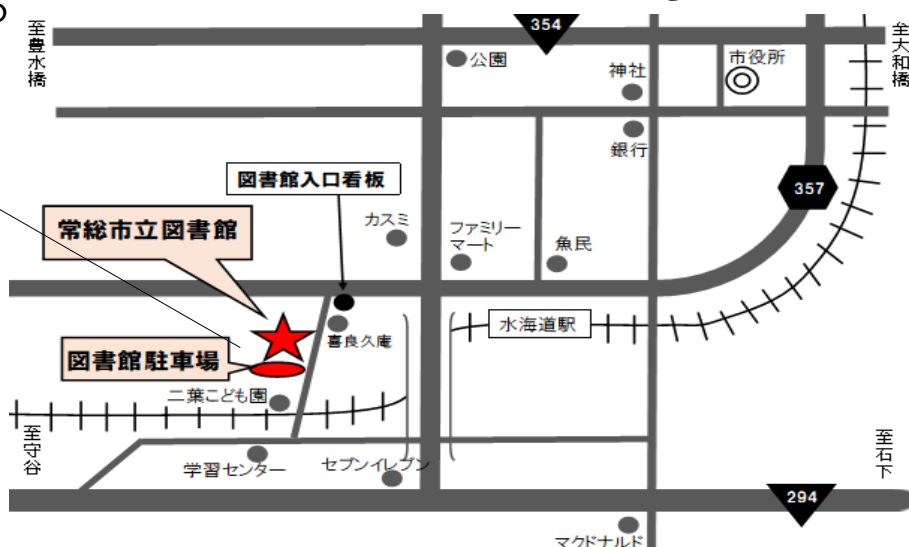 至豊水橋
354
至大和橋
公園
市役所
神社
銀行
図書館入口看板
357
常総市立図書館
カスミ
ファミリー
マート
魚民
水海道駅
喜良久庵
図書館駐車場
二葉こども園
至守谷
学習センター
セブンイレブン
至石下
294
マクドナルド